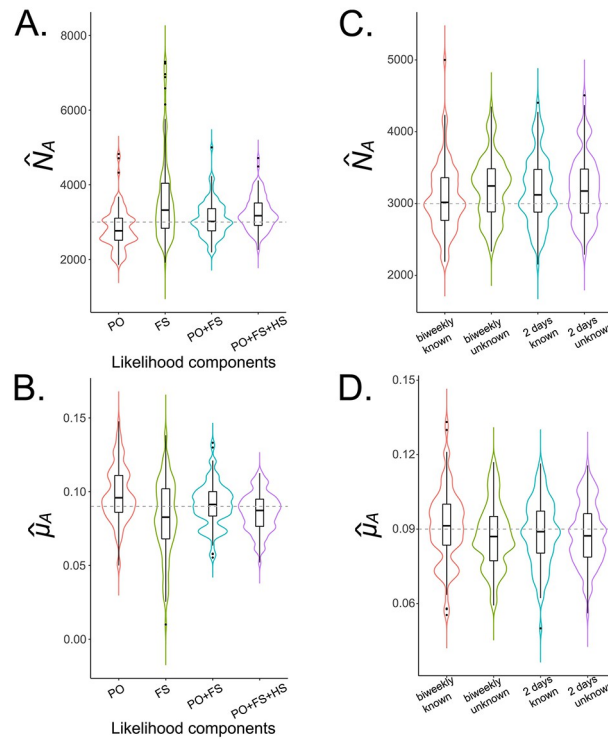 A.
8000
6000
4000
2000
N̂A
PO
FS
PO+FS
PO+FS+HS
Likelihood components
B.
0.15
0.10
0.05
0.00
μ̂A
PO
FS
PO+FS
PO+FS+HS
Likelihood components
C.
5000
4000
3000
2000
N̂A
biweekly
known
biweekly
unknown
2 days
known
2 days
unknown
D.
0.15
0.12
0.09
0.06
μ̂A
biweekly
known
biweekly
unknown
2 days
known
2 days
unknown